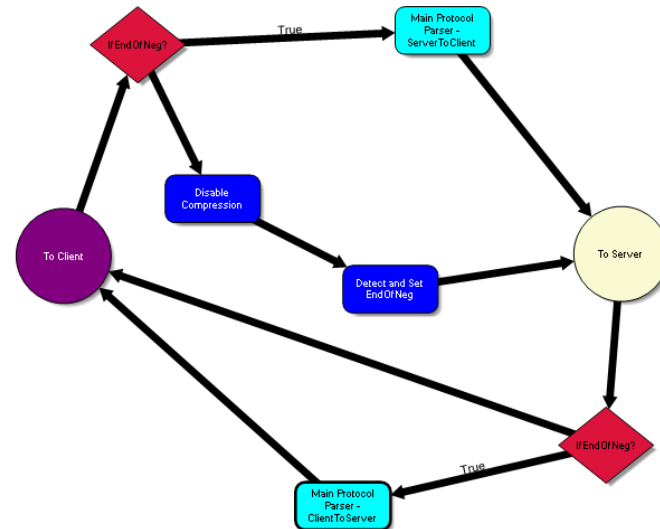 IfEndOfNeg?
True
Main Protocol
Parser -
ServerToClient
Disable
Compression
To Client
Detect and Set
EndOfNeg
To Server
IfEndOfNeg?
True
Main Protocol
Parser -
ClientToServer